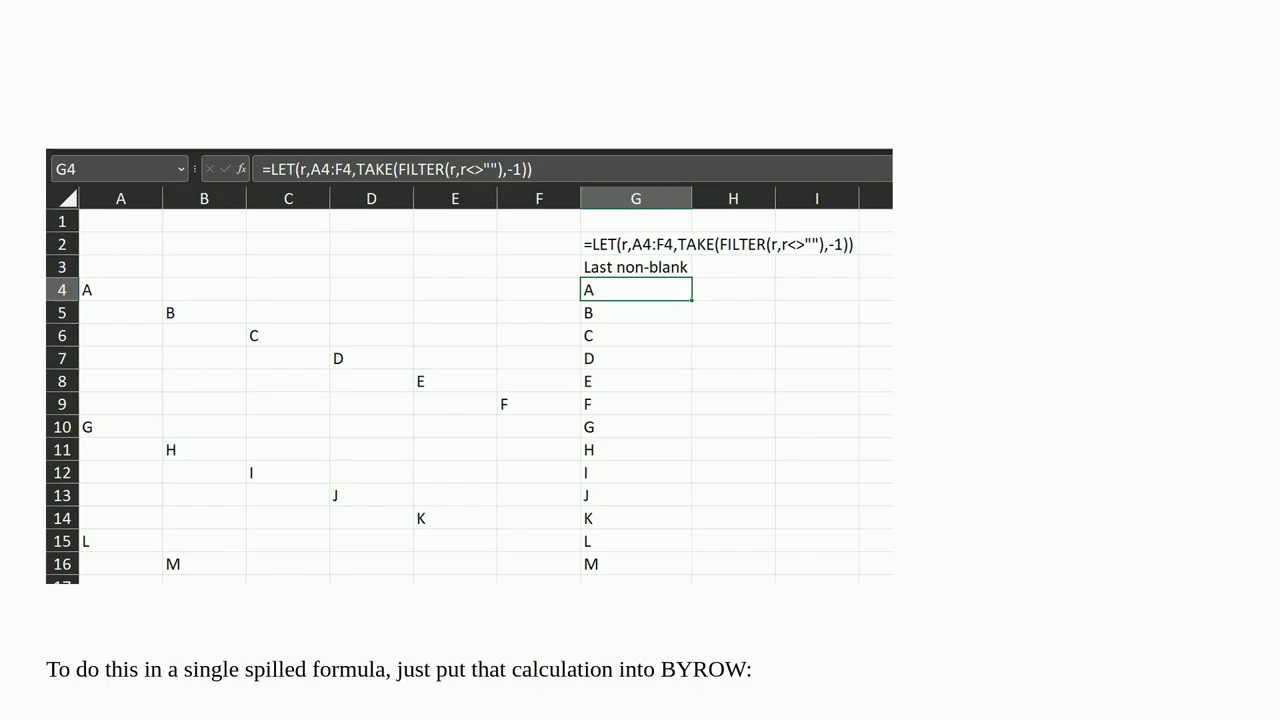 G4 fx =LET(r,A4:F4,TAKE(FILTER(r,r<>""),-1))
A B C D E F G H I
1
2 =LET(r,A4:F4,TAKE(FILTER(r,r<>""),-1))
3 Last non-blank
4 A A
5 B B
6 C C
7 D D
8 E E
9 F F
10 G G
11 H H
12 I I
13 J J
14 K K
15 L L
16 M M
To do this in a single spilled formula, just put that calculation into BYROW: